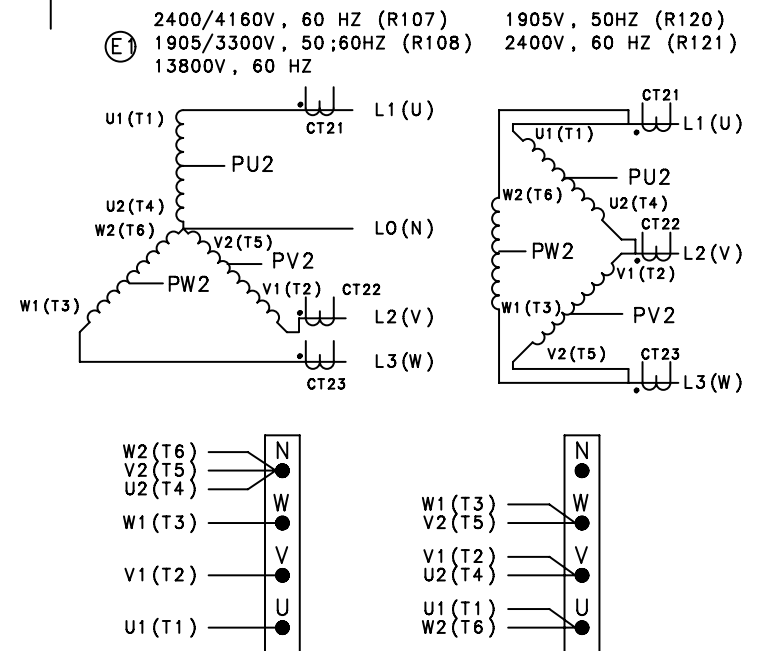 2400/4160V, 60 HZ (R107)
E1 1905/3300V, 50;60HZ (R108)
13800V, 60 HZ
1905V, 50HZ (R120)
2400V, 60 HZ (R121)
U1(T1)
CT21
L1(U)
PU2
U2(T4)
W2(T6)
L0(N)
V2(T5)
PV2
PW2
V1(T2)
CT22
W1(T3)
L2(V)
L3(W)
CT23
CT21
L1(U)
U1(T1)
PU2
W2(T6)
U2(T4)
CT22
PW2
L2(V)
V1(T2)
W1(T3)
PV2
V2(T5)
CT23
L3(W)
W2(T6)
V2(T5)
U2(T4)
N
W1(T3)
W
V1(T2)
V
U1(T1)
U
N
W1(T3)
V2(T5)
W
V1(T2)
U2(T4)
V
U1(T1)
W2(T6)
U